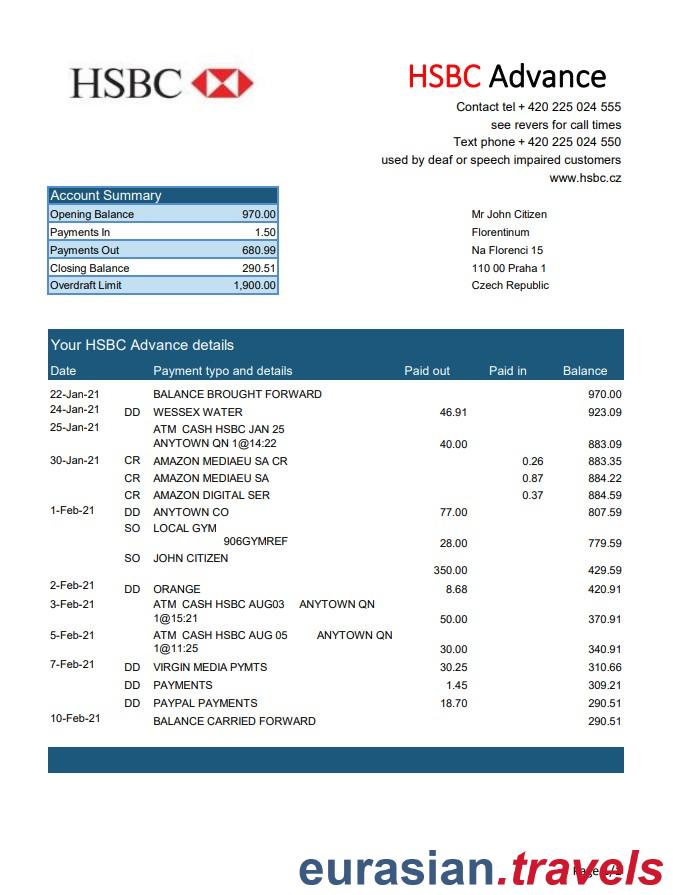 HSBC
HSBC Advance
Contact tel + 420 225 024 555
see revers for call times
Text phone + 420 225 024 550
used by deaf or speech impaired customers
www.hsbc.cz
Account Summary
Opening Balance 970.00
Payments In 1.50
Payments Out 680.99
Closing Balance 290.51
Overdraft Limit 1,900.00
Mr John Citizen
Florentinum
Na Florenci 15
110 00 Praha 1
Czech Republic
Your HSBC Advance details
Date Payment typo and details Paid out Paid in Balance
22-Jan-21 BALANCE BROUGHT FORWARD 970.00
24-Jan-21 DD WESSEX WATER 46.91 923.09
25-Jan-21 ATM CASH HSBC JAN 25
ANYTOWN QN 1@14:22 40.00 883.09
30-Jan-21 CR AMAZON MEDIAEU SA CR 0.26 883.35
CR AMAZON MEDIAEU SA 0.87 884.22
CR AMAZON DIGITAL SER 0.37 884.59
1-Feb-21 DD ANYTOWN CO 77.00 807.59
SO LOCAL GYM
906GYMREF 28.00 779.59
SO JOHN CITIZEN
350.00 429.59
2-Feb-21 DD ORANGE 8.68 420.91
3-Feb-21 ATM CASH HSBC AUG03 ANYTOWN QN
1@15:21 50.00 370.91
5-Feb-21 ATM CASH HSBC AUG 05 ANYTOWN QN
1@11:25 30.00 340.91
7-Feb-21 DD VIRGIN MEDIA PYMTS 30.25 310.66
DD PAYMENTS 1.45 309.21
DD PAYPAL PAYMENTS 18.70 290.51
10-Feb-21 BALANCE CARRIED FORWARD 290.51
eurasian.travels